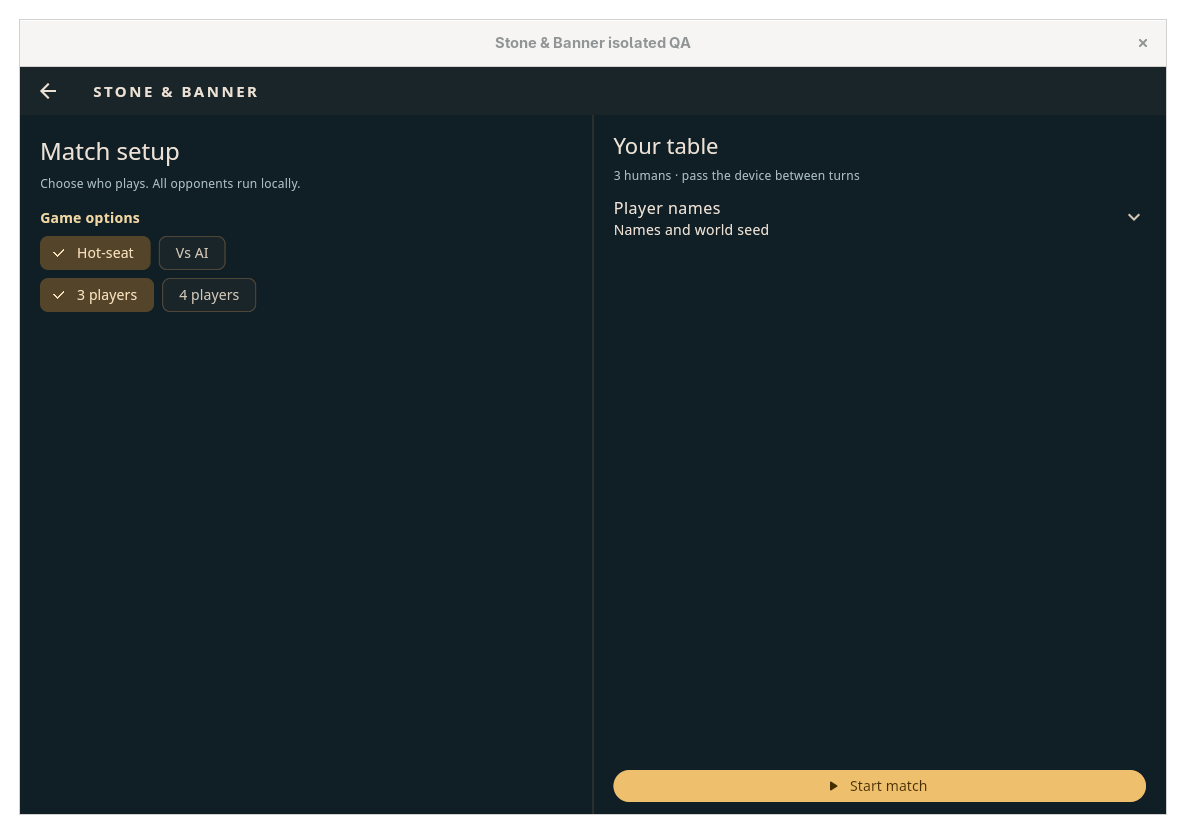 Stone & Banner isolated QA
STONE & BANNER
Match setup
Choose who plays. All opponents run locally.
Game options
Hot-seat
Vs AI
3 players
4 players
Your table
3 humans · pass the device between turns
Player names
Names and world seed
Start match